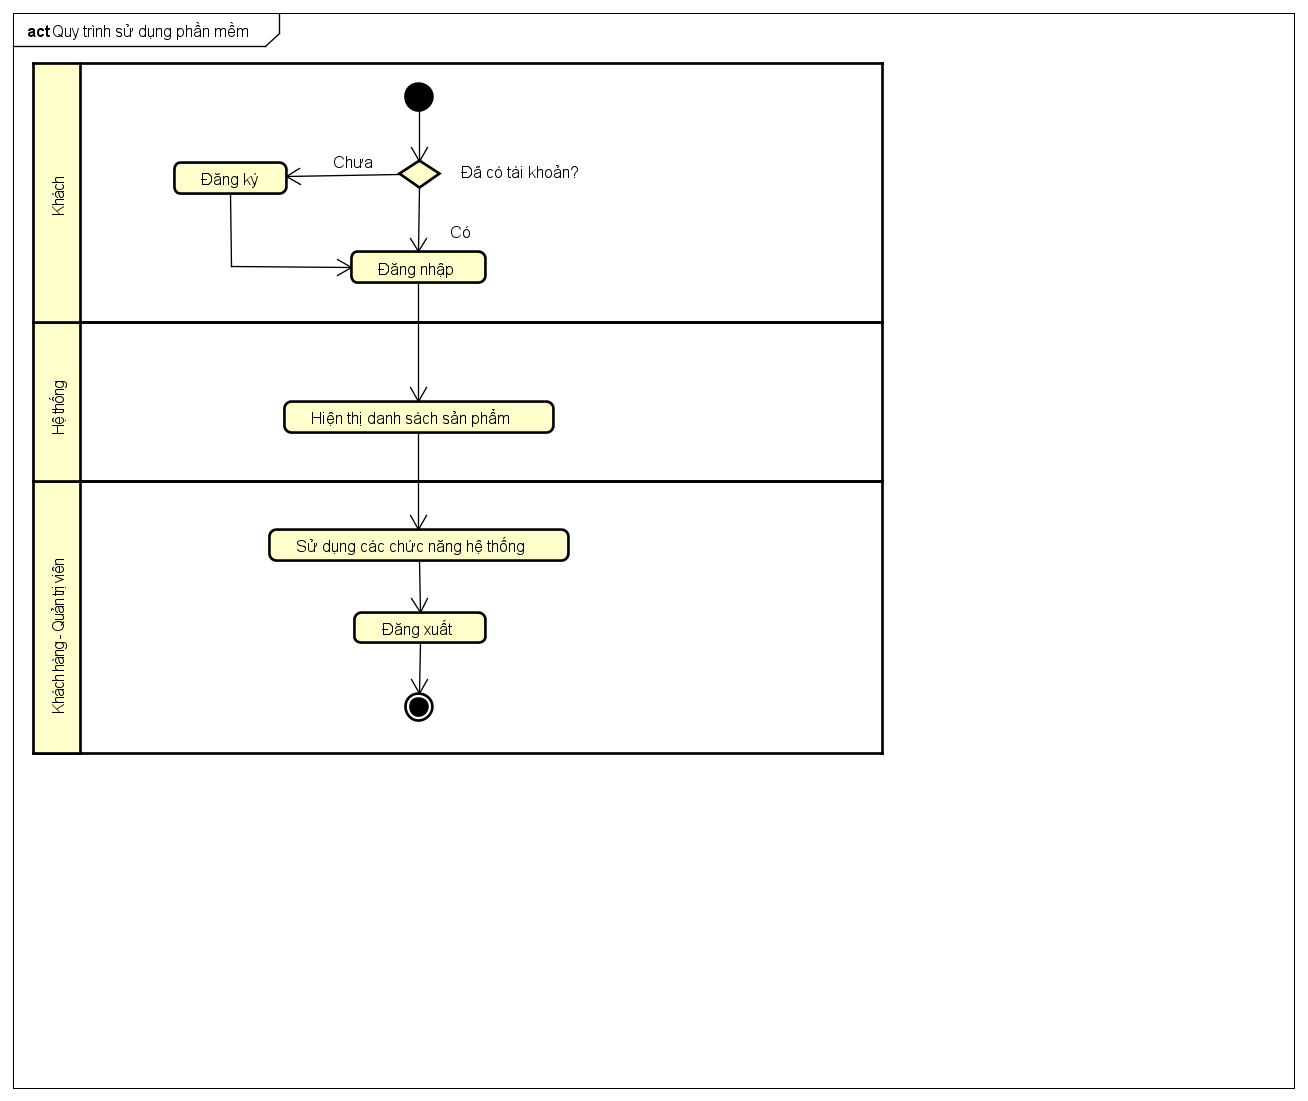 act Quy trình sử dụng phần mềm
Khách
Chưa
Đã có tài khoản?
Đăng ký
Có
Đăng nhập
Hệ thống
Hiện thị danh sách sản phẩm
Khách hàng - Quản trị viên
Sử dụng các chức năng hệ thống
Đăng xuất